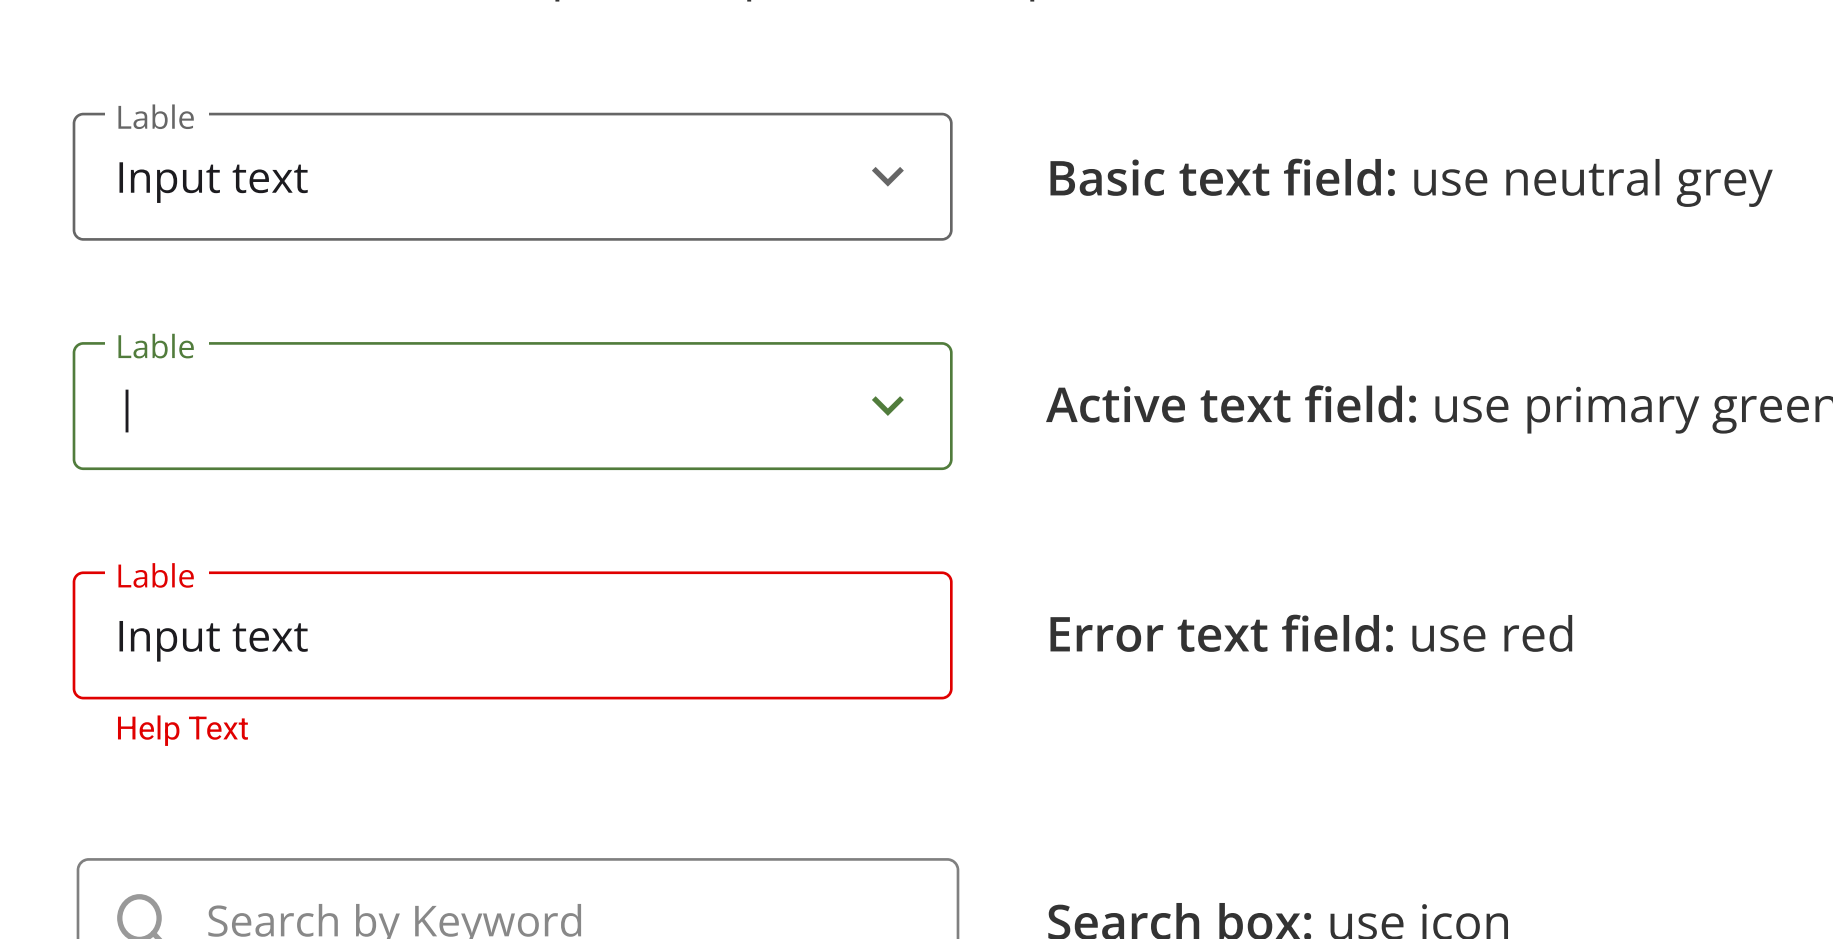 Lable
Input text
Basic text field: use neutral grey
Lable
Active text field: use primary green
Lable
Input text
Error text field: use red
Help Text
Search by Keyword
Search box: use icon